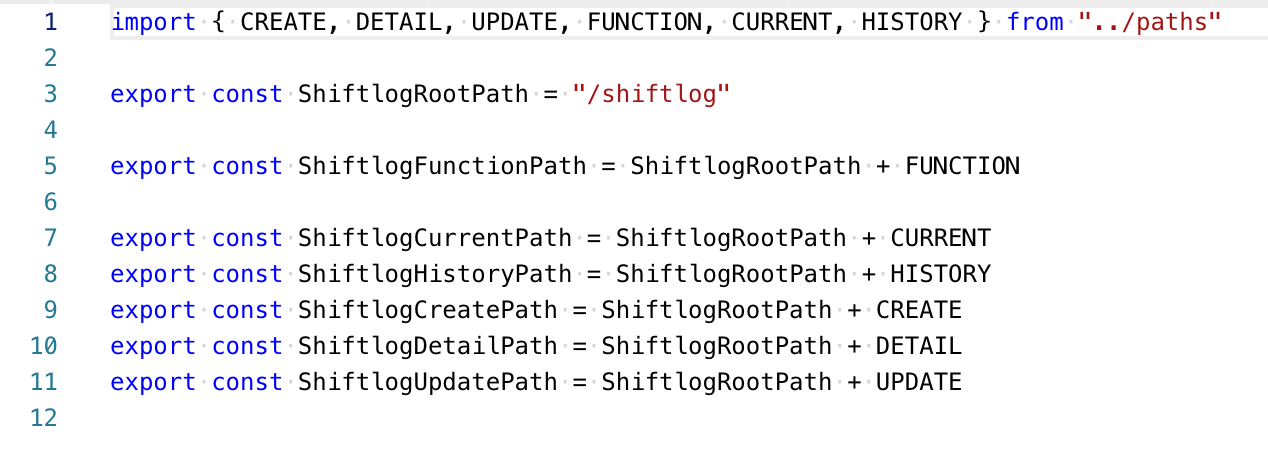 1 import { CREATE, DETAIL, UPDATE, FUNCTION, CURRENT, HISTORY } from "../paths"
2
3 export const ShiftlogRootPath = "/shiftlog"
4
5 export const ShiftlogFunctionPath = ShiftlogRootPath + FUNCTION
6
7 export const ShiftlogCurrentPath = ShiftlogRootPath + CURRENT
8 export const ShiftlogHistoryPath = ShiftlogRootPath + HISTORY
9 export const ShiftlogCreatePath = ShiftlogRootPath + CREATE
10 export const ShiftlogDetailPath = ShiftlogRootPath + DETAIL
11 export const ShiftlogUpdatePath = ShiftlogRootPath + UPDATE
12